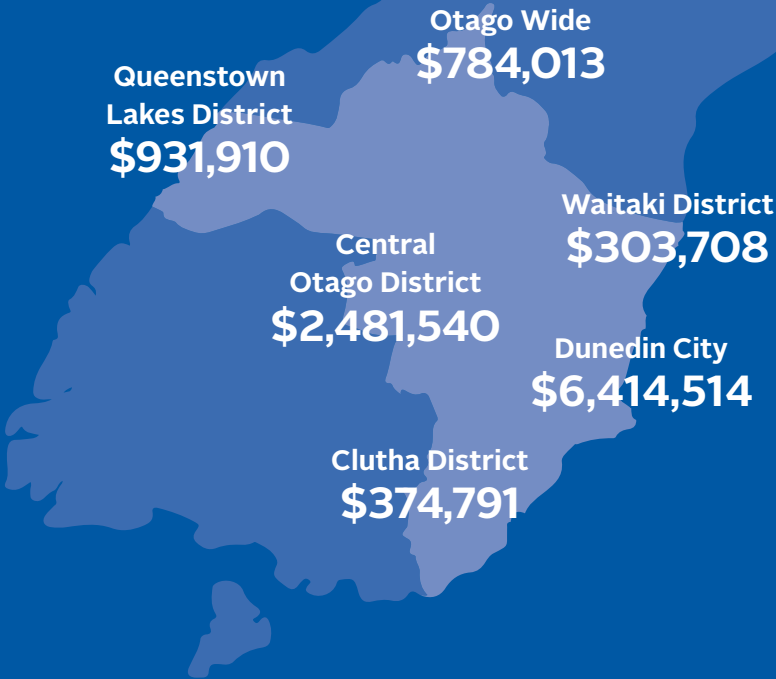 Otago Wide
$784,013
Queenstown
Lakes District
$931,910
Waitaki District
$303,708
Central
Otago District
$2,481,540
Dunedin City
$6,414,514
Clutha District
$374,791